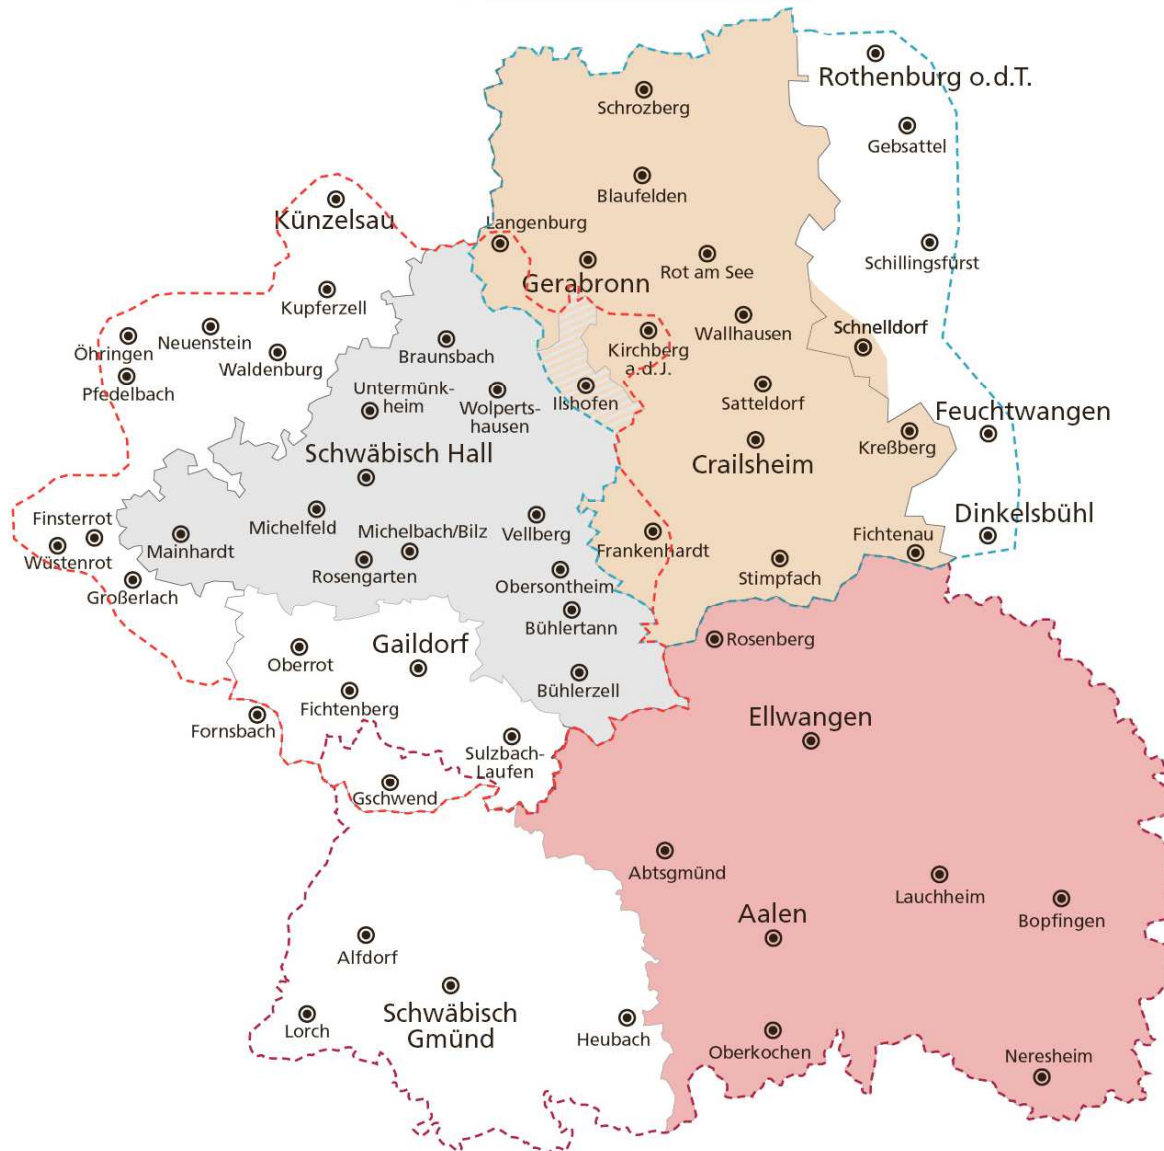 Rothenburg o.d.T.
Schrozberg
Gebsattel
Blaufelden
Künzelsau
Langenburg
Rot am See
Schillingsfürst
Gerabronn
Kupferzell
Öhringen
Neuenstein
Waldenburg
Braunsbach
Kirchberg
a.d.J.
Wallhausen
Schnelldorf
Pfedelbach
Untermünk-
heim
Wolperts-
hausen
Ilshofen
Satteldorf
Feuchtwangen
Schwäbisch Hall
Crailsheim
Kreßberg
Finsterrot
Michelfeld
Michelbach/Bilz
Vellberg
Dinkelsbühl
Wüstenrot
Mainhardt
Rosengarten
Frankenhardt
Fichtenau
Großerlach
Obersontheim
Stimpfach
Bühlertann
Gaildorf
Rosenberg
Oberrot
Bühlerzell
Fichtenberg
Ellwangen
Fornsbach
Sulzbach-
Laufen
Gschwend
Abtsgmünd
Lauchheim
Bopfingen
Aalen
Alfdorf
Schwäbisch
Gmünd
Lorch
Heubach
Oberkochen
Neresheim